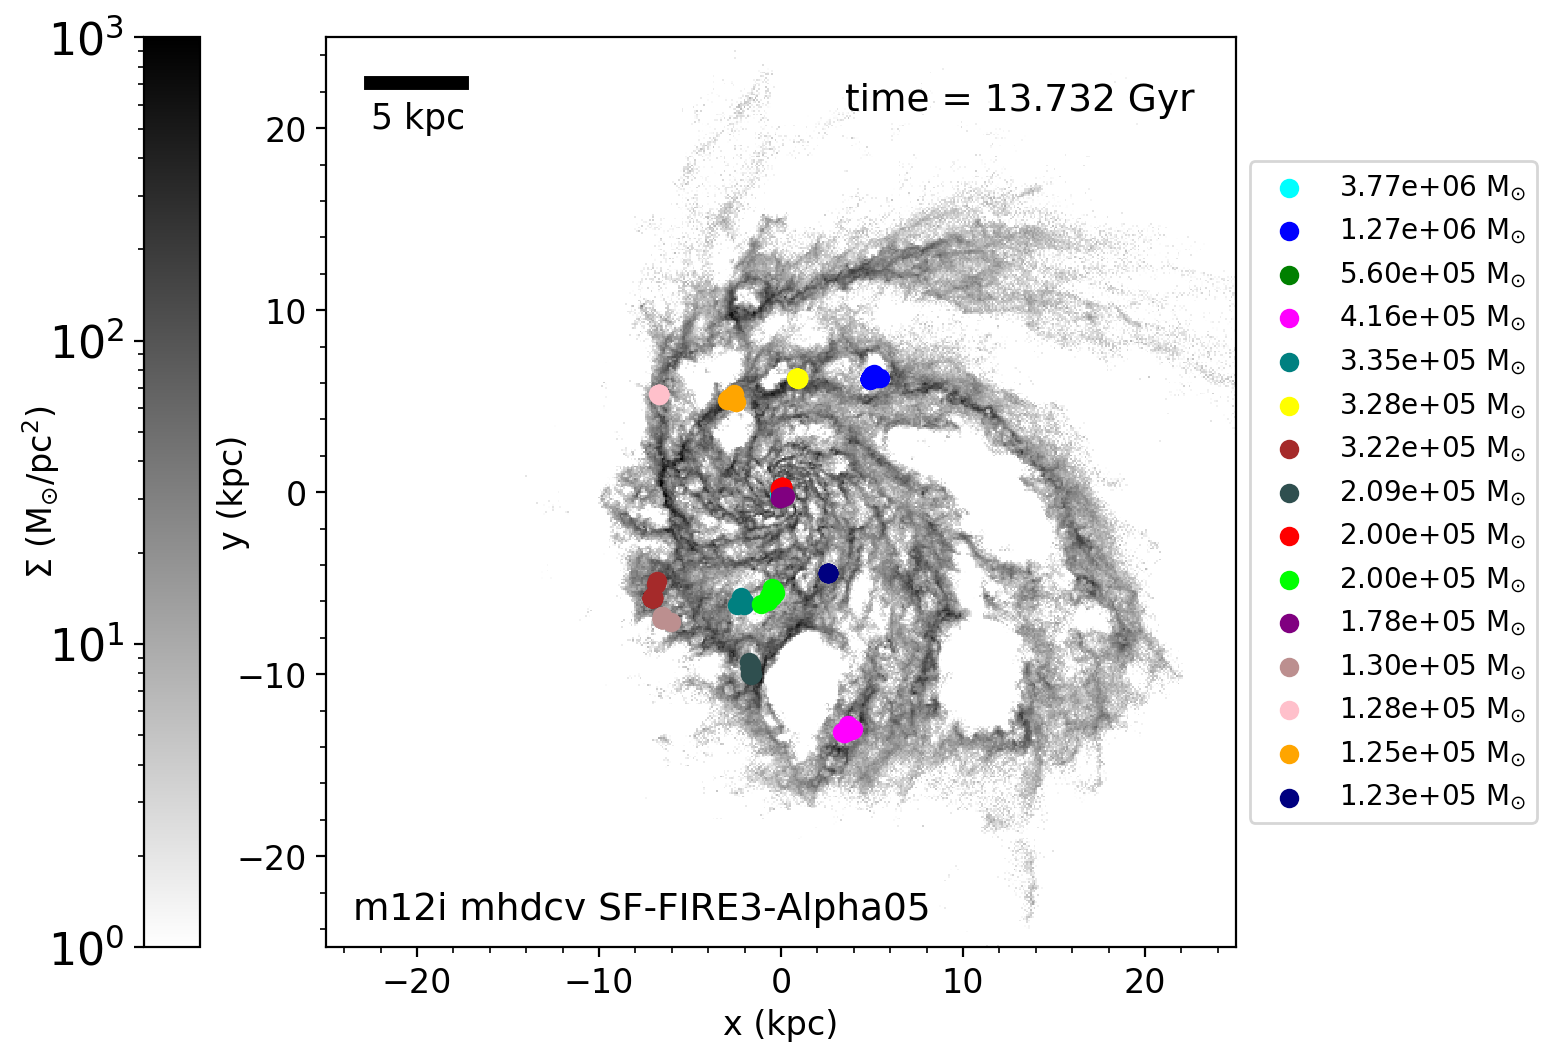 10³
10²
10¹
10⁰
Σ (M⊙/pc²)
20
10
0
−10
−20
y (kpc)
5 kpc
time = 13.732 Gyr
m12i mhdcv SF-FIRE3-Alpha05
−20 −10 0 10 20
x (kpc)
3.77e+06 M⊙
1.27e+06 M⊙
5.60e+05 M⊙
4.16e+05 M⊙
3.35e+05 M⊙
3.28e+05 M⊙
3.22e+05 M⊙
2.09e+05 M⊙
2.00e+05 M⊙
2.00e+05 M⊙
1.78e+05 M⊙
1.30e+05 M⊙
1.28e+05 M⊙
1.25e+05 M⊙
1.23e+05 M⊙